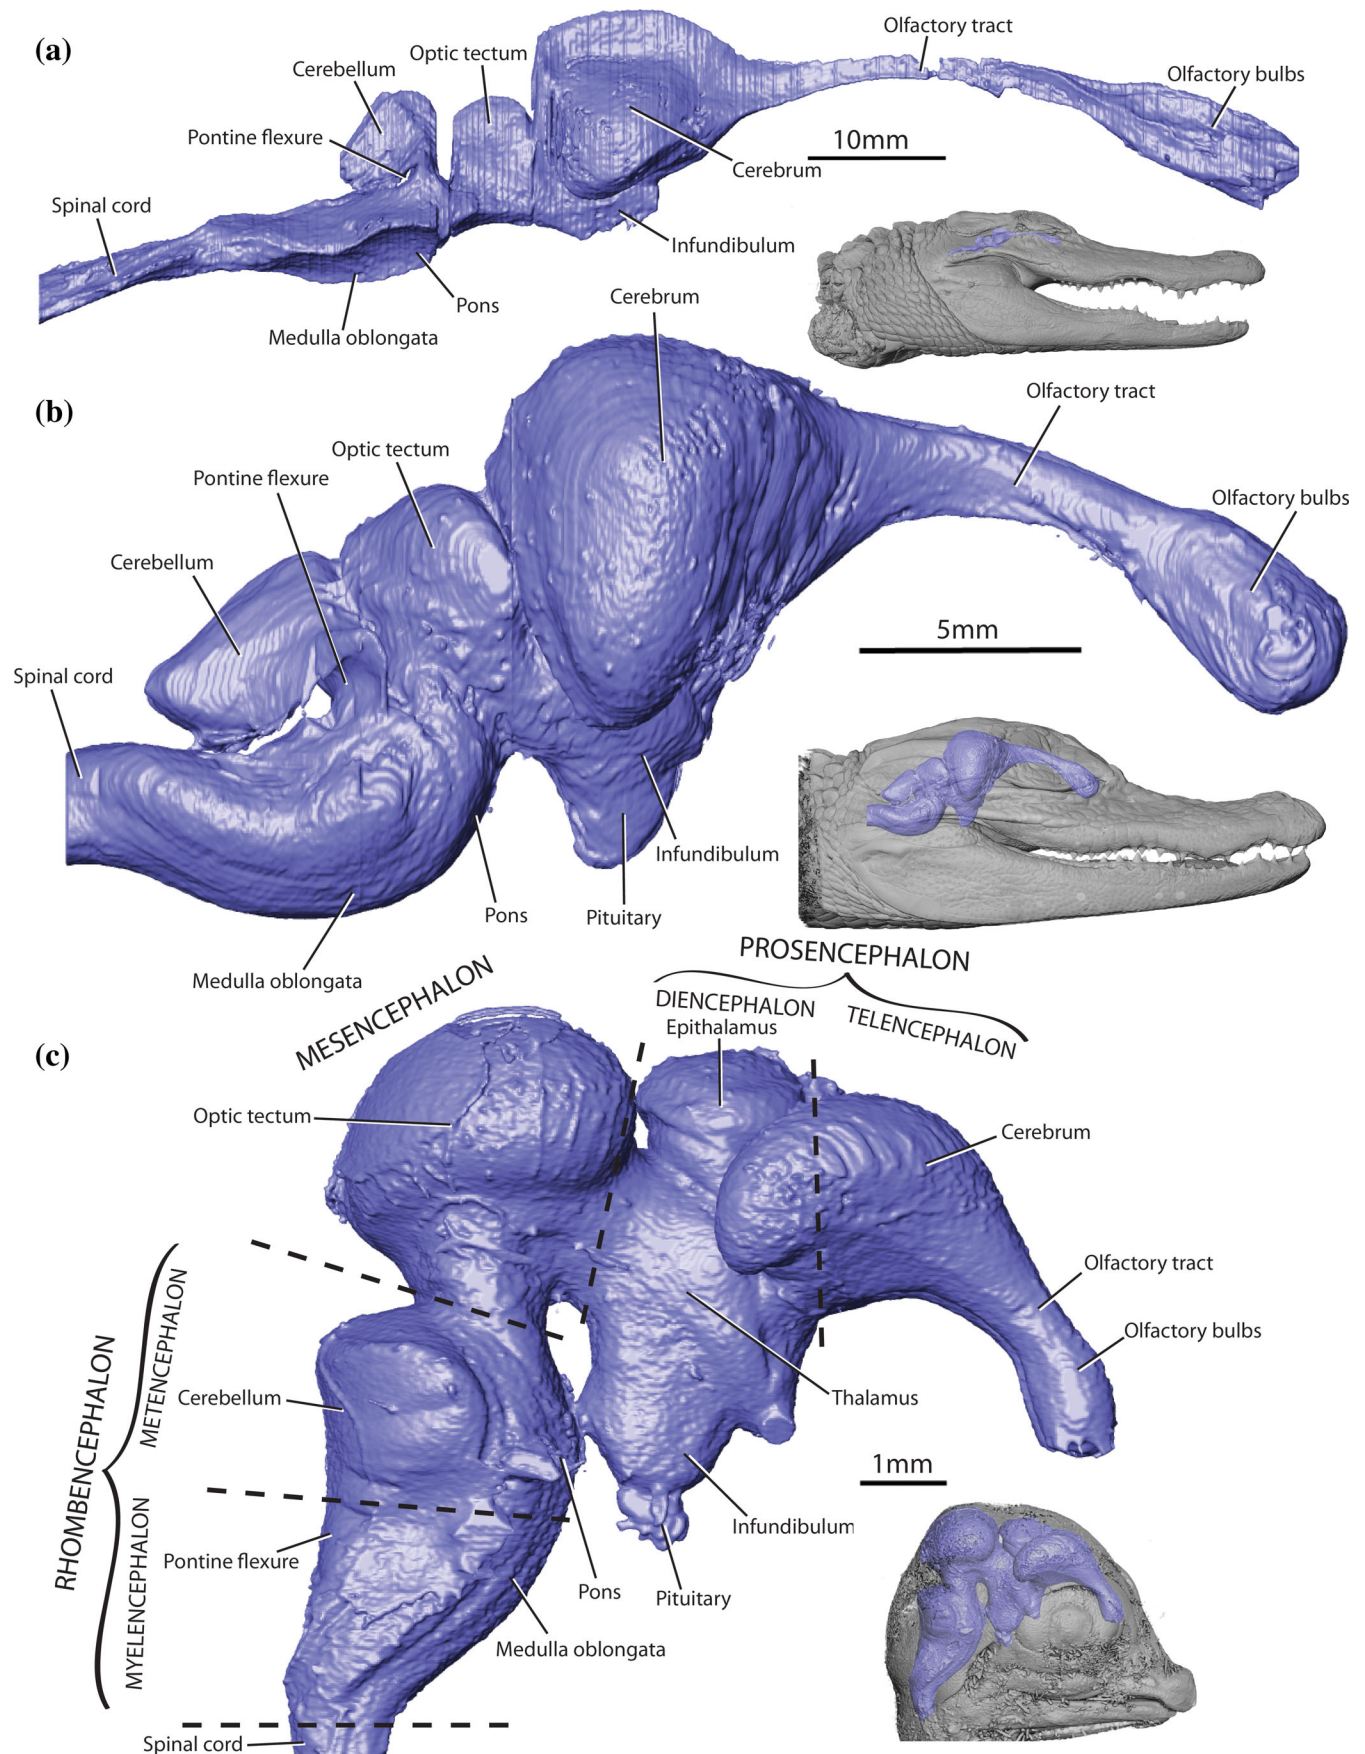 (a)
Olfactory tract
Optic tectum
Cerebellum
Olfactory bulbs
Pontine flexure
10mm
Cerebrum
Spinal cord
Infundibulum
Pons
Medulla oblongata
(b)
Cerebrum
Olfactory tract
Optic tectum
Pontine flexure
Olfactory bulbs
Cerebellum
5mm
Spinal cord
Infundibulum
Pons
Pituitary
Medulla oblongata
(c)
MESENCEPHALON
PROSENCEPHALON
DIENCEPHALON
TELENCEPHALON
Epithalamus
Optic tectum
Cerebrum
Olfactory tract
Olfactory bulbs
RHOMBENCEPHALON
METENCEPHALON
Cerebellum
Thalamus
1mm
Infundibulum
MYELENCEPHALON
Pontine flexure
Pons
Pituitary
Medulla oblongata
Spinal cord